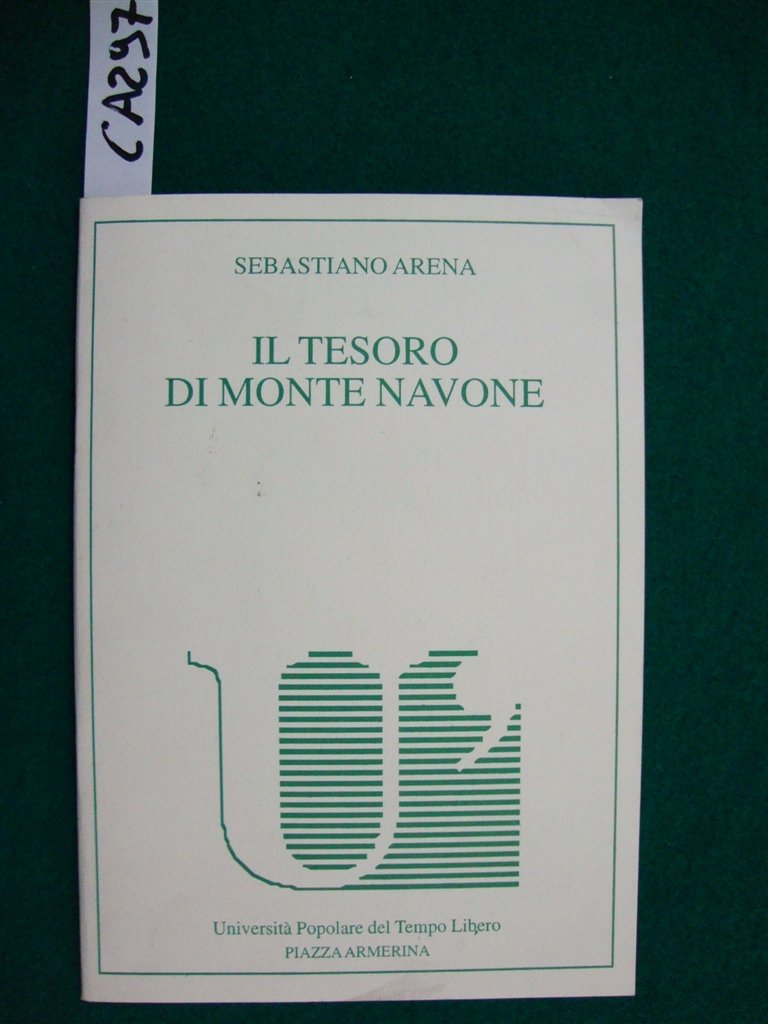 CA297
SEBASTIANO ARENA
IL TESORO
DI MONTE NAVONE
Università Popolare del Tempo Libero
PIAZZA ARMERINA